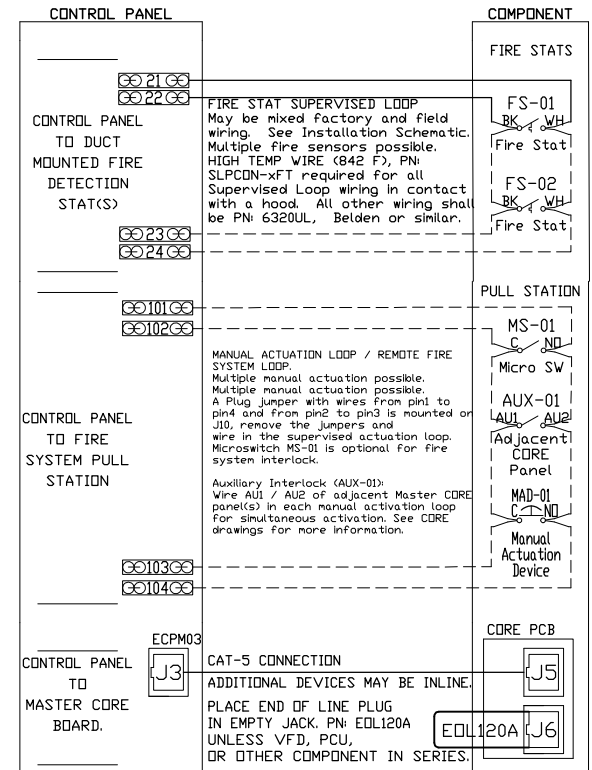 CONTROL PANEL
COMPONENT
FIRE STATS
21
22
CONTROL PANEL
TO DUCT
MOUNTED FIRE
DETECTION
STAT(S)
FIRE STAT SUPERVISED LOOP
May be mixed factory and field
wiring. See Installation Schematic.
Multiple fire sensors possible.
HIGH TEMP WIRE (842 F), PN:
SLPCON-xFT required for all
Supervised Loop wiring in contact
with a hood. All other wiring shall
be PN: 6320UL, Belden or similar.
FS-01
BK WH
Fire Stat
FS-02
BK WH
Fire Stat
23
24
PULL STATION
101
102
MS-01
C NO
Micro SW
MANUAL ACTUATION LOOP / REMOTE FIRE
SYSTEM LOOP.
Multiple manual actuation possible.
Multiple manual actuation possible.
A Plug jumper with wires from pin1 to
pin4 and from pin2 to pin3 is mounted on
J10, remove the jumpers and
wire in the supervised actuation loop.
Microswitch MS-01 is optional for fire
system interlock.
CONTROL PANEL
TO FIRE
SYSTEM PULL
STATION
AUX-01
AU1 AU2
Adjacent
CORE
Panel
Auxiliary Interlock (AUX-01):
Wire AU1 / AU2 of adjacent Master CORE
panel(s) in each manual activation loop
for simultaneous activation. See CORE
drawings for more information.
MAD-01
C NO
Manual
Actuation
Device
103
104
ECPM03
CORE PCB
CONTROL PANEL
TO
MASTER CORE
BOARD.
J3
CAT-5 CONNECTION
ADDITIONAL DEVICES MAY BE INLINE.
J5
PLACE END OF LINE PLUG
IN EMPTY JACK. PN: EOL120A
UNLESS VFD, PCU,
OR OTHER COMPONENT IN SERIES.
EOL120A
J6